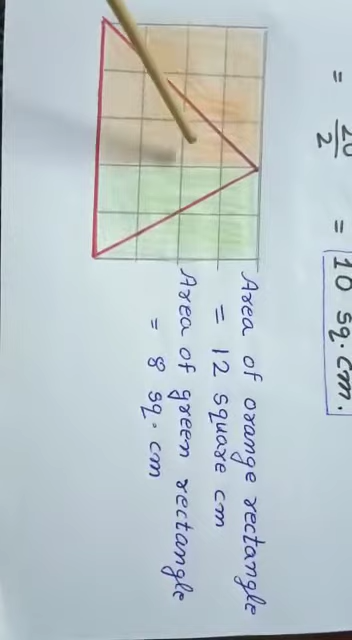 = 20/2 = 10 sq. cm.
Area of orange rectangle
= 12 square cm
Area of green rectangle
= 8 sq. cm